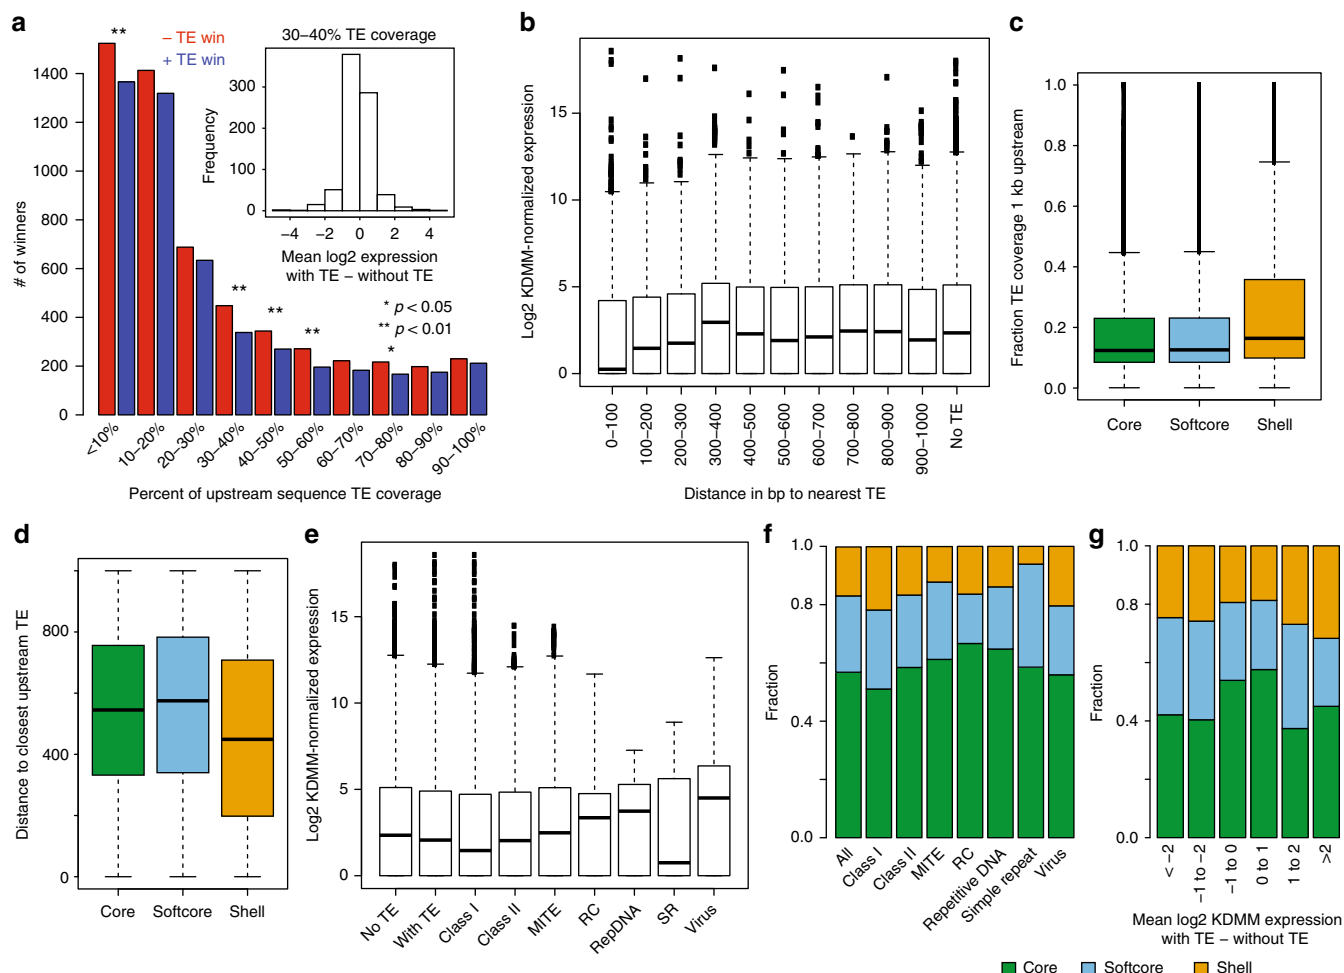 a
− TE win
+ TE win
**
**
**
**
*
* p < 0.05
** p < 0.01
# of winners
1400
1200
1000
800
600
400
200
0
<10%
10−20%
20−30%
30−40%
40−50%
50−60%
60−70%
70−80%
80−90%
90−100%
Percent of upstream sequence TE coverage
30−40% TE coverage
Frequency
300
100
0
−4 −2 0 2 4
Mean log2 expression
with TE − without TE
b
Log2 KDMM-normalized expression
15
10
5
0
0−100
100−200
200−300
300−400
400−500
500−600
600−700
700−800
800−900
900−1000
No TE
Distance in bp to nearest TE
c
Fraction TE coverage 1 kb upstream
1.0
0.8
0.6
0.4
0.2
0.0
Core Softcore Shell
d
Distance to closest upstream TE
800
400
0
Core Softcore Shell
e
Log2 KDMM-normalized expression
15
10
5
0
No TE
With TE
Class I
Class II
MITE
RC
RepDNA
SR
Virus
f
Fraction
1.0
0.8
0.4
0.0
All
Class I
Class II
MITE
RC
Repetitive DNA
Simple repeat
Virus
g
Fraction
1.0
0.8
0.4
0.0
< −2
−1 to −2
−1 to 0
0 to 1
1 to 2
>2
Mean log2 KDMM expression
with TE − without TE
Core Softcore Shell